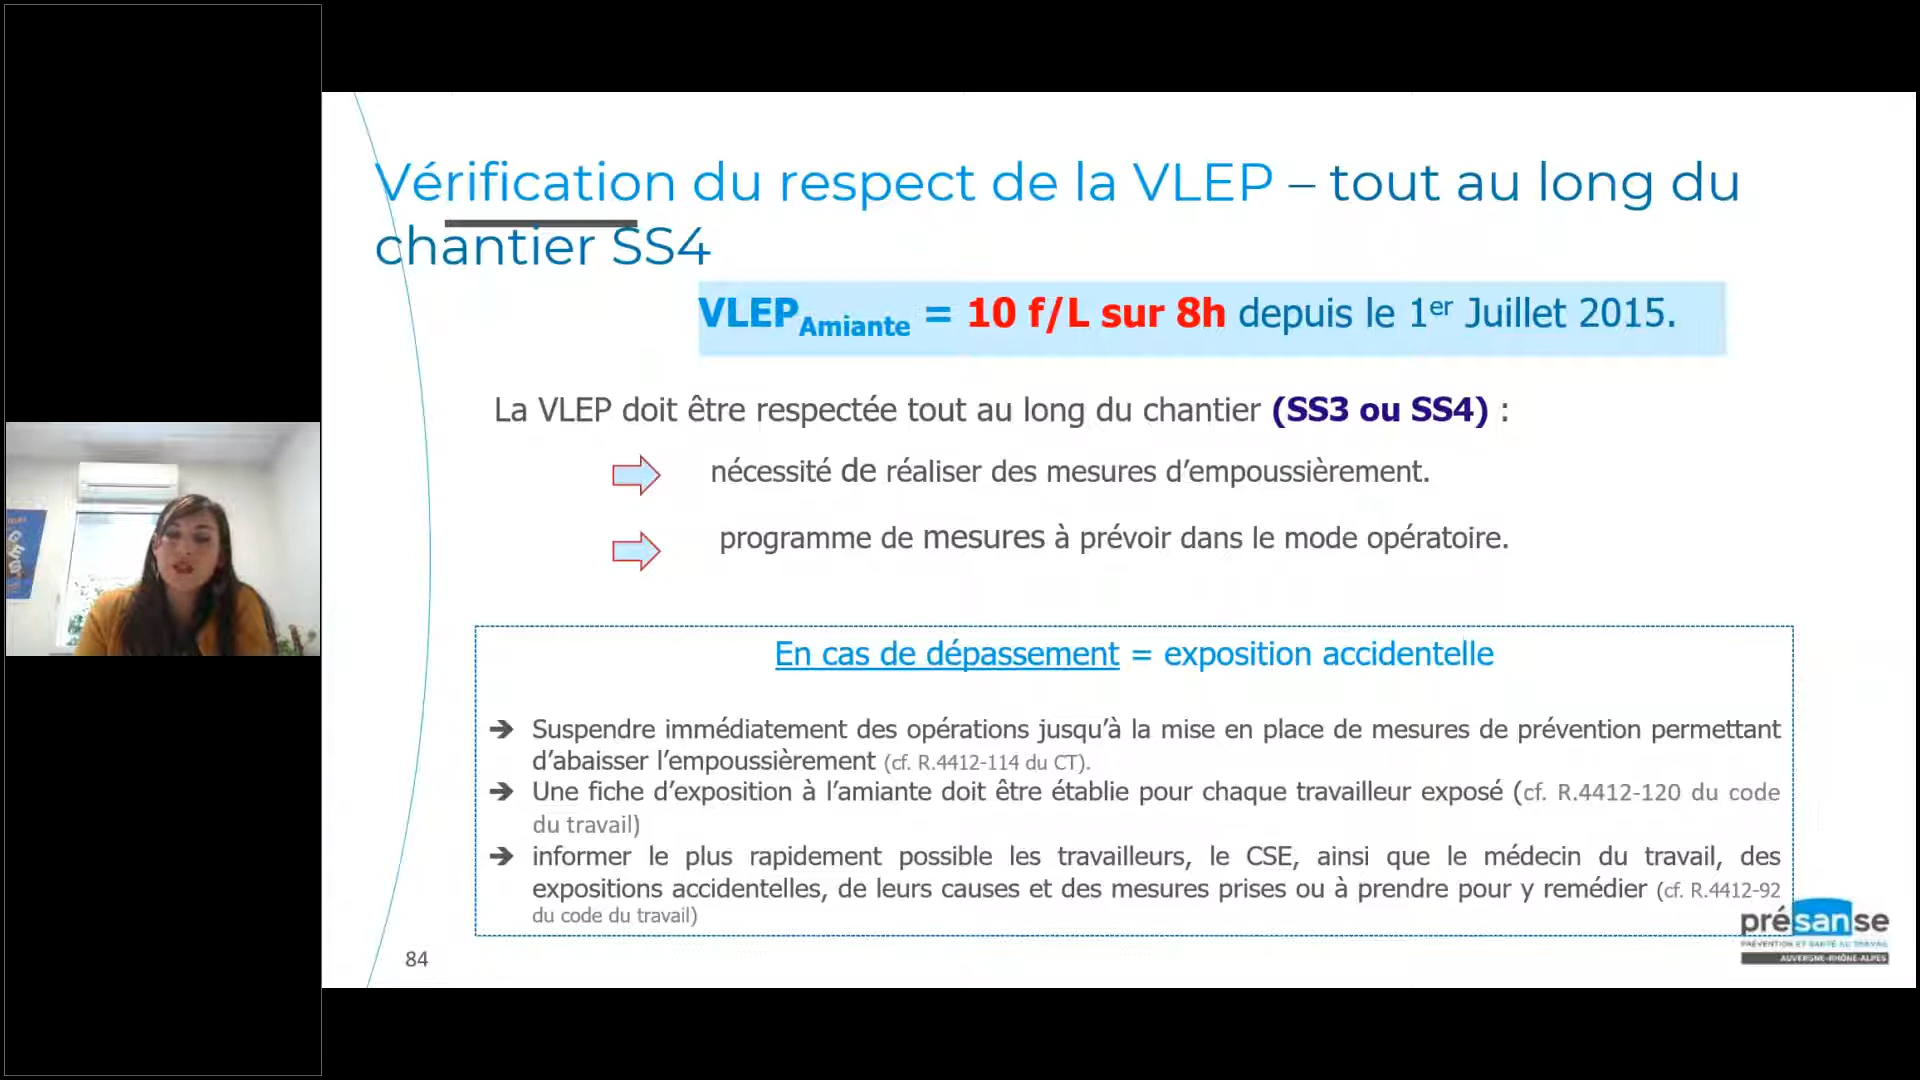 Vérification du respect de la VLEP – tout au long du
chantier SS4
VLEP Amiante = 10 f/L sur 8h depuis le 1er Juillet 2015.
La VLEP doit être respectée tout au long du chantier (SS3 ou SS4) :
nécessité de réaliser des mesures d’empoussièrement.
programme de mesures à prévoir dans le mode opératoire.
En cas de dépassement = exposition accidentelle
➔ Suspendre immédiatement des opérations jusqu’à la mise en place de mesures de prévention permettant
d’abaisser l’empoussièrement (cf. R.4412-114 du CT).
➔ Une fiche d’exposition à l’amiante doit être établie pour chaque travailleur exposé (cf. R.4412-120 du code
du travail)
➔ informer le plus rapidement possible les travailleurs, le CSE, ainsi que le médecin du travail, des
expositions accidentelles, de leurs causes et des mesures prises ou à prendre pour y remédier (cf. R.4412-92
du code du travail)
84
présanse
PRÉVENTION ET SANTÉ AU TRAVAIL
AUVERGNE-RHÔNE-ALPES